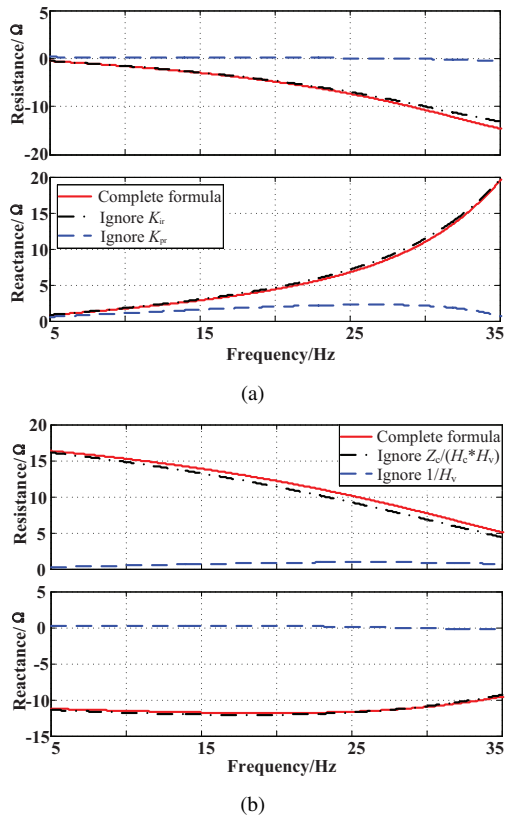 5
0
-10
-20
Resistance/ Ω
20
15
10
5
0
Reactance/ Ω
Complete formula
Ignore Kir
Ignore Kpr
5
15
25
35
Frequency/Hz
(a)
20
15
10
5
0
Resistance/ Ω
Complete formula
Ignore Zc/(Hc*Hv)
Ignore 1/Hv
5
0
-5
-10
-15
Reactance/ Ω
5
15
25
35
Frequency/Hz
(b)